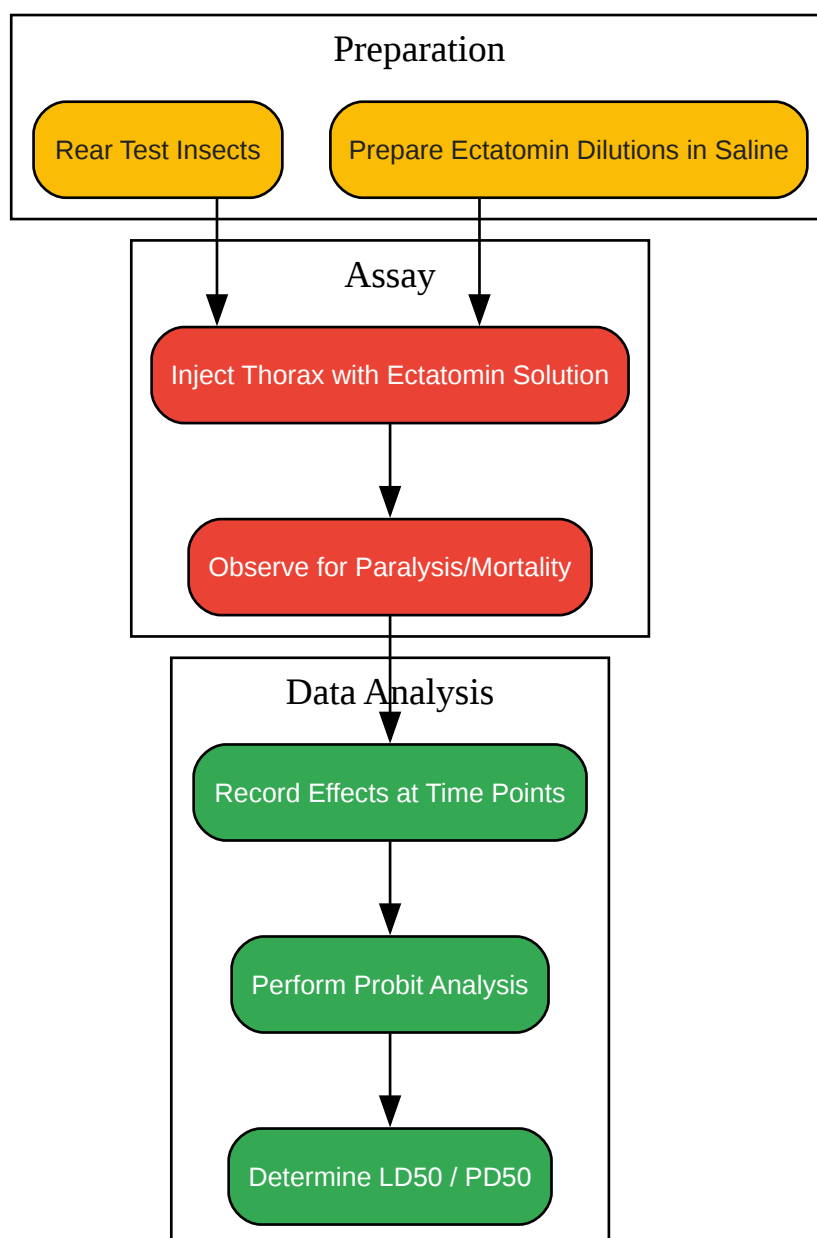 Preparation
Rear Test Insects
Prepare Ectatomin Dilutions in Saline
Assay
Inject Thorax with Ectatomin Solution
Observe for Paralysis/Mortality
Data Analysis
Record Effects at Time Points
Perform Probit Analysis
Determine LD50 / PD50